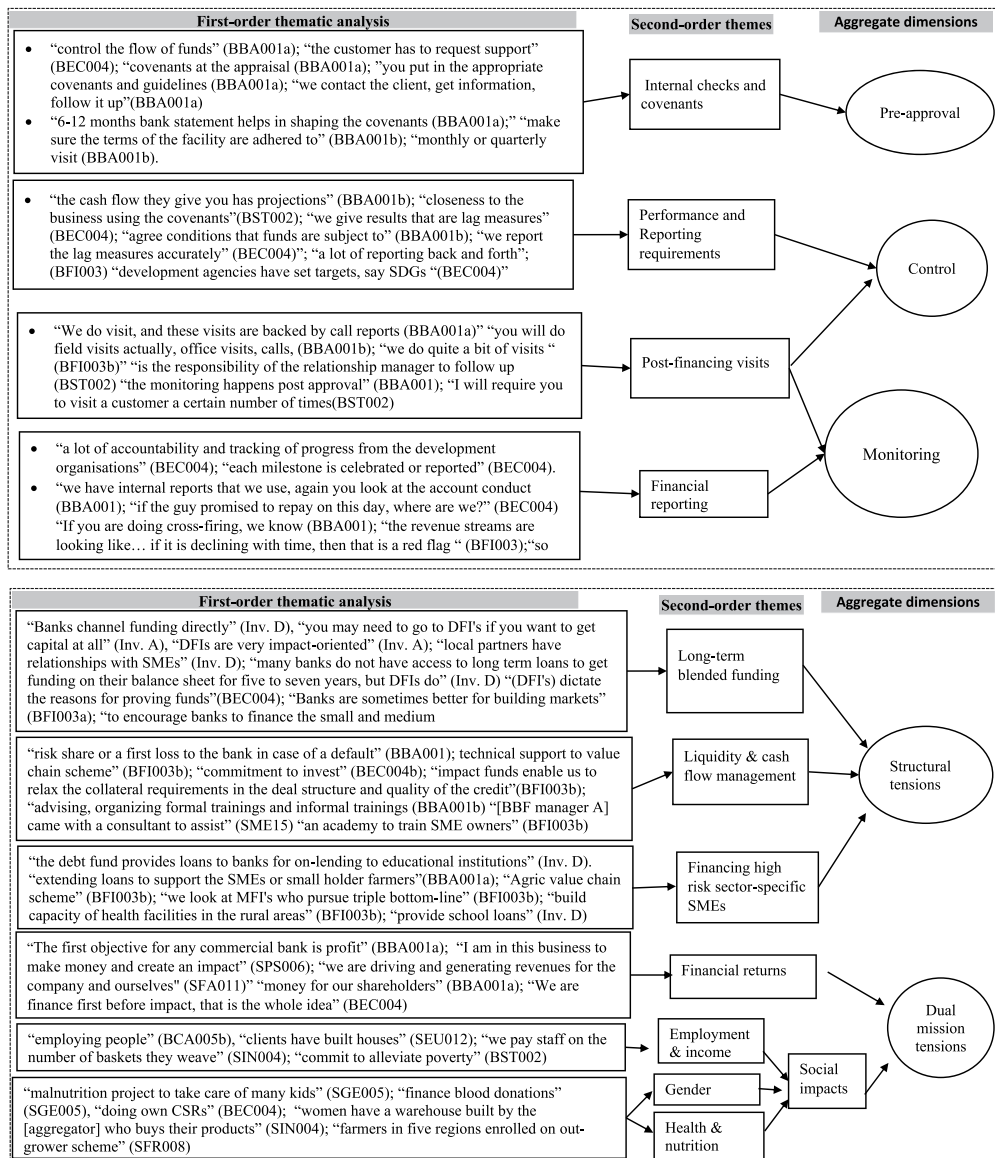 First-order thematic analysis
Second-order themes
Aggregate dimensions
• “control the flow of funds” (BBA001a); “the customer has to request support”
(BEC004); “covenants at the appraisal (BBA001a); ”you put in the appropriate
covenants and guidelines (BBA001a); “we contact the client, get information,
follow it up”(BBA001a)
• “6-12 months bank statement helps in shaping the covenants (BBA001a);” “make
sure the terms of the facility are adhered to” (BBA001b); “monthly or quarterly
visit (BBA001b).
Internal checks and
covenants
Pre-approval
• “the cash flow they give you has projections” (BBA001b); “closeness to the
business using the covenants”(BST002); “we give results that are lag measures”
(BEC004); “agree conditions that funds are subject to” (BBA001b); “we report
the lag measures accurately” (BEC004)”; “a lot of reporting back and forth”;
(BFI003) “development agencies have set targets, say SDGs “(BEC004)”
Performance and
Reporting
requirements
Control
• “We do visit, and these visits are backed by call reports (BBA001a)” “you will do
field visits actually, office visits, calls, (BBA001b); “we do quite a bit of visits “
(BFI003b)” “is the responsibility of the relationship manager to follow up
(BST002) “the monitoring happens post approval” (BBA001); “I will require you
to visit a customer a certain number of times(BST002)
Post-financing visits
Monitoring
• “a lot of accountability and tracking of progress from the development
organisations” (BEC004); “each milestone is celebrated or reported” (BEC004).
• “we have internal reports that we use, again you look at the account conduct
(BBA001); “if the guy promised to repay on this day, where are we?” (BEC004)
“If you are doing cross-firing, we know (BBA001); “the revenue streams are
looking like… if it is declining with time, then that is a red flag “ (BFI003);“so
Financial
reporting
First-order thematic analysis
Second-order themes
Aggregate dimensions
“Banks channel funding directly” (Inv. D), “you may need to go to DFI's if you want to get
capital at all” (Inv. A), “DFIs are very impact-oriented” (Inv. A); “local partners have
relationships with SMEs” (Inv. D); “many banks do not have access to long term loans to get
funding on their balance sheet for five to seven years, but DFIs do” (Inv. D) “(DFI's) dictate
the reasons for proving funds”(BEC004); “Banks are sometimes better for building markets”
(BFI003a); “to encourage banks to finance the small and medium
Long-term
blended funding
“risk share or a first loss to the bank in case of a default” (BBA001); technical support to value
chain scheme” (BFI003b); “commitment to invest” (BEC004b); “impact funds enable us to
relax the collateral requirements in the deal structure and quality of the credit”(BFI003b);
“advising, organizing formal trainings and informal trainings (BBA001b) “[BBF manager A]
came with a consultant to assist” (SME15) “an academy to train SME owners” (BFI003b)
Liquidity & cash
flow management
Structural
tensions
“the debt fund provides loans to banks for on-lending to educational institutions” (Inv. D).
“extending loans to support the SMEs or small holder farmers”(BBA001a); “Agric value chain
scheme” (BFI003b); “we look at MFI's who pursue triple bottom-line” (BFI003b); “build
capacity of health facilities in the rural areas” (BFI003b); “provide school loans” (Inv. D)
Financing high
risk sector-specific
SMEs
“The first objective for any commercial bank is profit” (BBA001a); “I am in this business to
make money and create an impact” (SPS006); “we are driving and generating revenues for the
company and ourselves" (SFA011)” “money for our shareholders” (BBA001a); “We are
finance first before impact, that is the whole idea” (BEC004)
Financial returns
Dual
mission
tensions
“employing people” (BCA005b), “clients have built houses” (SEU012); “we pay staff on the
number of baskets they weave” (SIN004); “commit to alleviate poverty” (BST002)
Employment
& income
Social
impacts
“malnutrition project to take care of many kids” (SGE005); “finance blood donations”
(SGE005), “doing own CSRs” (BEC004); “women have a warehouse built by the
[aggregator] who buys their products” (SIN004); “farmers in five regions enrolled on out-
grower scheme” (SFR008)
Gender
Health &
nutrition